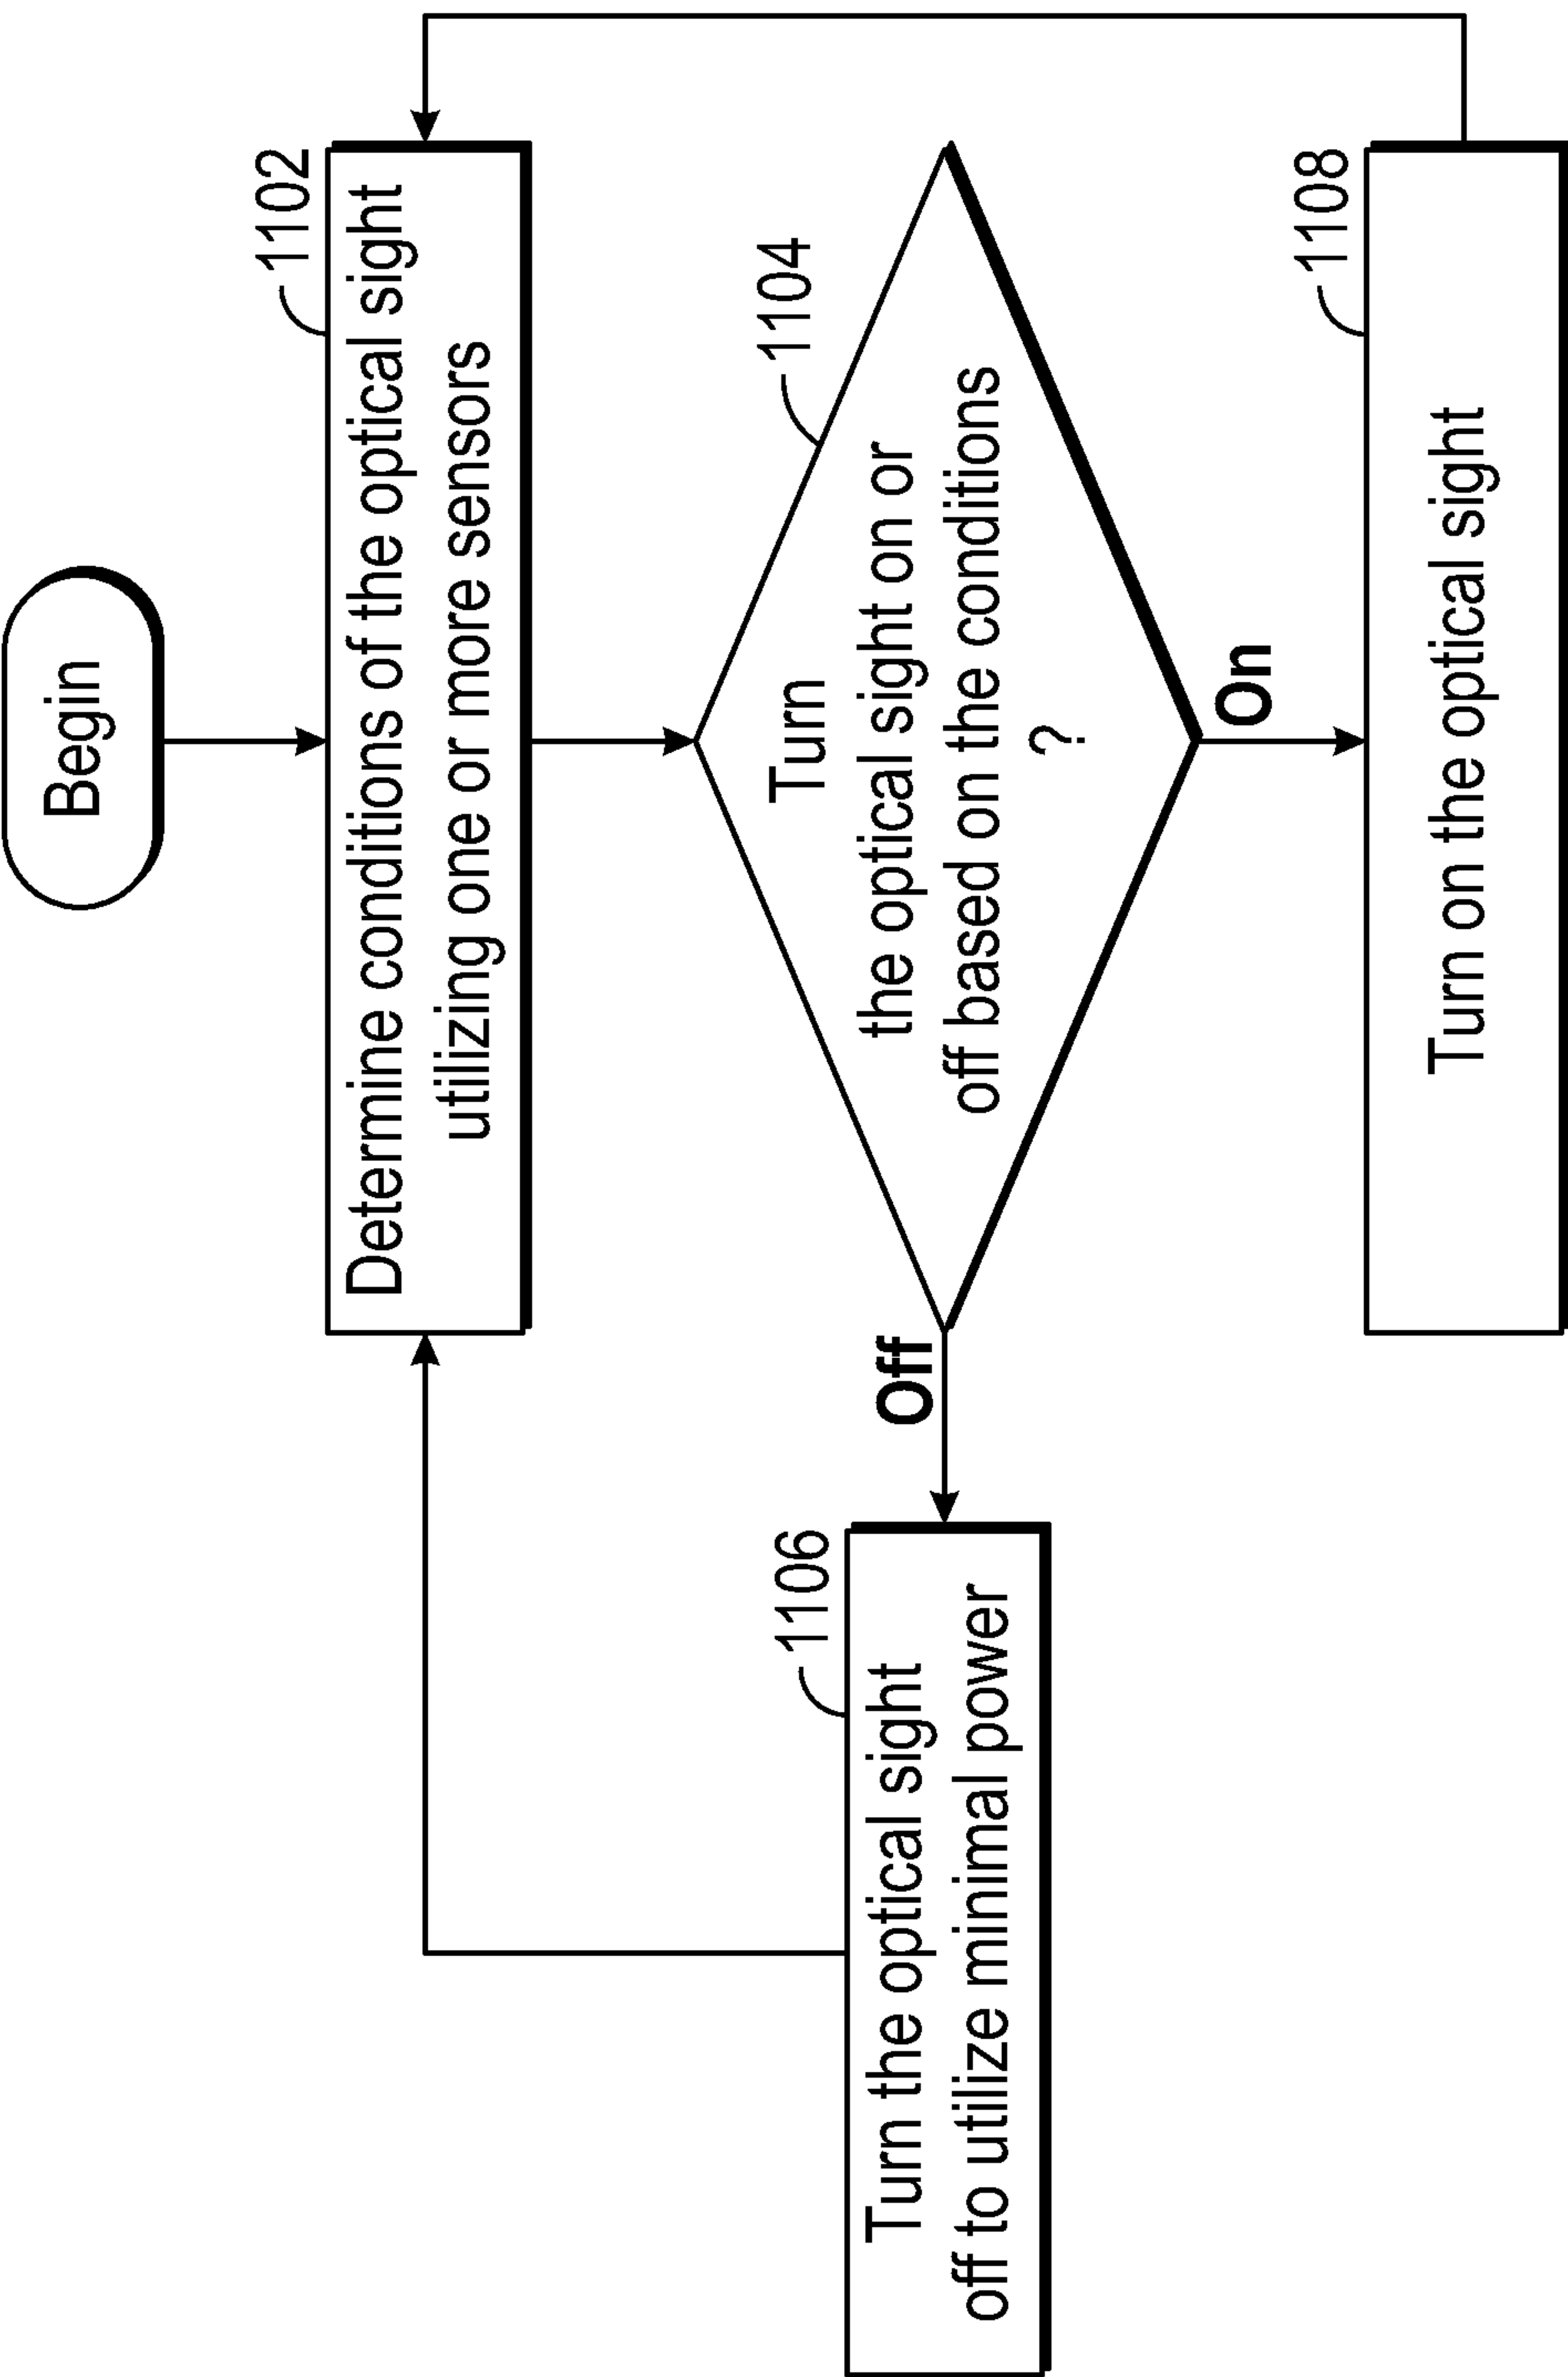 Begin
1102
Determine conditions of the optical sight
utilizing one or more sensors
1104
Turn
the optical sight on or
off based on the conditions
?
off
On
1106
Turn the optical sight
off to utilize minimal power
1108
Turn on the optical sight